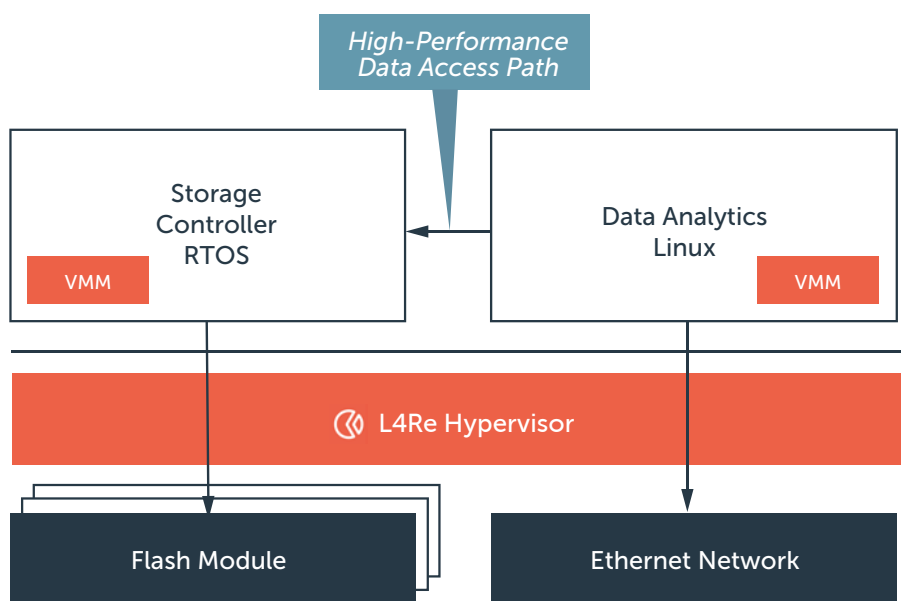 High-Performance
Data Access Path
Storage
Controller
RTOS
VMM
Data Analytics
Linux
VMM
L4Re Hypervisor
Flash Module
Ethernet Network